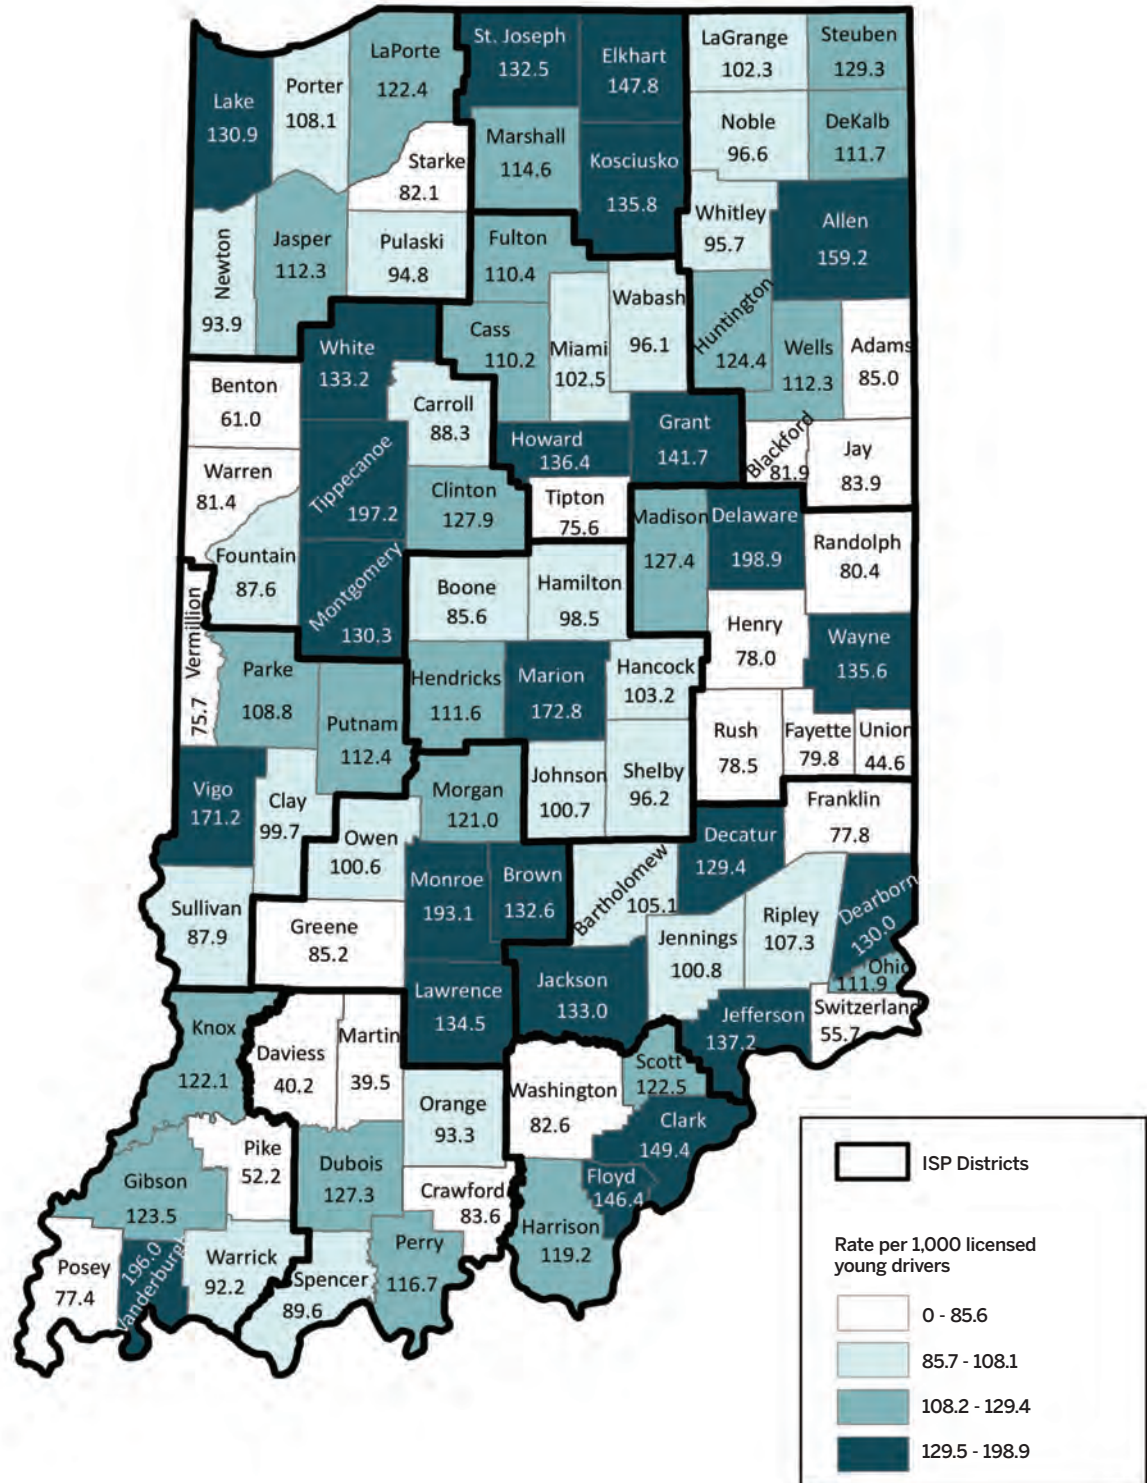 St. Joseph
132.5
Elkhart
147.8
LaGrange
102.3
Steuben
129.3
LaPorte
122.4
Lake
130.9
Porter
108.1
Noble
96.6
DeKalb
111.7
Marshall
114.6
Kosciusko
135.8
Starke
82.1
Whitley
95.7
Allen
159.2
Newton
93.9
Jasper
112.3
Pulaski
94.8
Fulton
110.4
Wabash
96.1
Huntington
124.4
White
133.2
Cass
110.2
Miami
102.5
Wells
112.3
Adams
85.0
Benton
61.0
Carroll
88.3
Howard
136.4
Grant
141.7
Blackford
81.9
Jay
83.9
Warren
81.4
Tippecanoe
197.2
Clinton
127.9
Tipton
75.6
Madison
127.4
Delaware
198.9
Randolph
80.4
Fountain
87.6
Montgomery
130.3
Boone
85.6
Hamilton
98.5
Henry
78.0
Wayne
135.6
Vermillion
75.7
Parke
108.8
Putnam
112.4
Hendricks
111.6
Marion
172.8
Hancock
103.2
Rush
78.5
Fayette
79.8
Union
44.6
Vigo
171.2
Clay
99.7
Morgan
121.0
Johnson
100.7
Shelby
96.2
Franklin
77.8
Owen
100.6
Monroe
193.1
Brown
132.6
Bartholomew
105.1
Decatur
129.4
Sullivan
87.9
Greene
85.2
Jennings
100.8
Ripley
107.3
Dearborn
130.0
Ohio
111.9
Lawrence
134.5
Jackson
133.0
Jefferson
137.2
Switzerland
55.7
Knox
122.1
Daviess
40.2
Martin
39.5
Orange
93.3
Washington
82.6
Scott
122.5
Clark
149.4
Gibson
123.5
Pike
52.2
Dubois
127.3
Crawford
83.6
Floyd
146.4
Harrison
119.2
Posey
77.4
196.0
Vanderburgh
Warrick
92.2
Spencer
89.6
Perry
116.7
ISP Districts
Rate per 1,000 licensed
young drivers
0 - 85.6
85.7 - 108.1
108.2 - 129.4
129.5 - 198.9